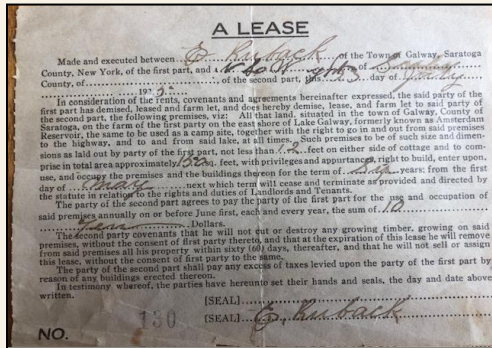 A LEASE
Made and executed between E Ruback of the Town of Galway, Saratoga
County, New York, of the first part, and of
County, of , of the second part, this 23 day of
192
In consideration of the rents, covenants and agreements hereinafter expressed, the said party of the
first part has demised, leased and farm let, and does hereby demise, lease, and farm let to said party of
the second part, the following premises, viz: All that land, situated in the town of Galway, County of
Saratoga, on the farm of first party on the east shore of Lake Galway, formerly known as Amsterdam
Reservoir, the same to be used as a camp site, together with the right to go in and out from said premises
to the highway, and to and from said lake, at all times. Such premises to be of such size and dimen-
sions as laid out by party of the first part, not less than 2 feet on either side of cottage and to com-
prise in total area approximately sq. feet, with privileges and appurtances, right to build, enter upon,
use, and occupy the premises and the buildings thereon for the term of years; from the first
day of next which term will cease and terminate as provided and directed by
the statute in relation to the rights and duties of Landlords and Tenants.
The party of the second part agrees to pay the party of the first part for the use and occupation of
said premises annually on or before June first, each and every year, the sum of 10
Dollars.
The second party covenants that he will not cut or destroy any growing timber, growing on said
premises, without the consent of first party thereto, and that at the expiration of this lease he will remove
from said premises all his property within sixty (60) days, thereafter, and that he will not sell or assign
this lease, without the consent of first party to same.
The party of the second part shall pay any excess of taxes levied upon the party of the first part by
reason of any buildings erected thereon.
In testimony whereof, the parties have hereunto set their hands and seals, the day and date above
written.
[SEAL]
[SEAL] E Ruback
NO. 130